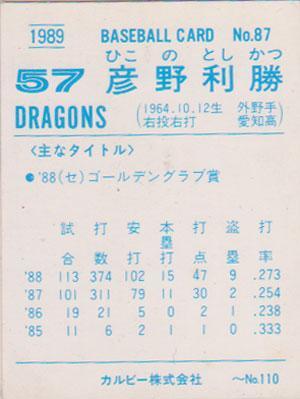 1989 BASEBALL CARD No.87
ひこ の とし かつ
57 彦野利勝
DRAGONS (1964.10.12生 外野手
右投右打 愛知高)
〈主なタイトル〉
●'88(セ)ゴールデングラブ賞
試合 打数 安打 本塁打 打点 盗塁 打率
'88 113 374 102 15 47 9 .273
'87 101 311 79 11 30 2 .254
'86 19 21 5 0 2 1 .238
'85 11 6 2 1 1 0 .333
カルビー株式会社 〜No.110